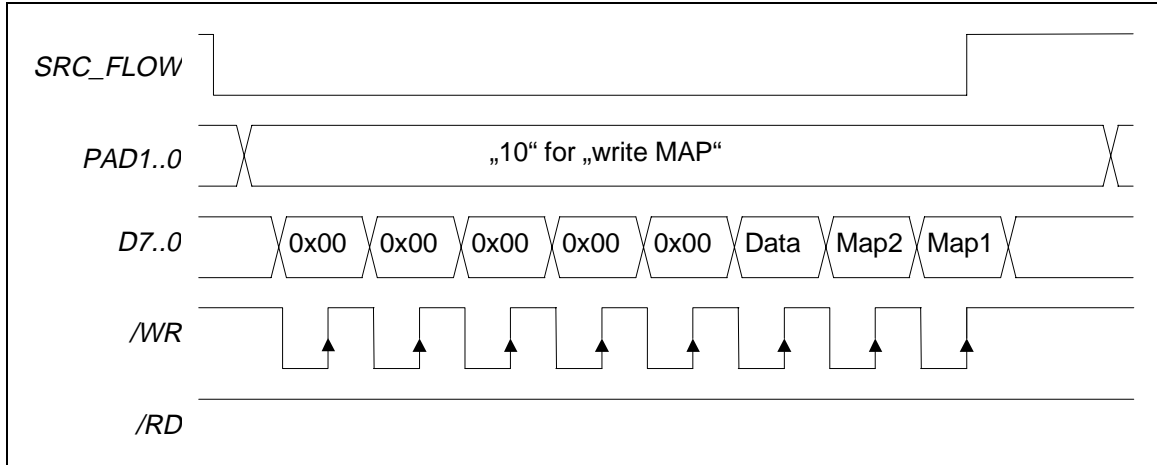 SRC_FLOW
PAD1..0 „10“ for „write MAP“
D7..0 0x00 0x00 0x00 0x00 0x00 Data Map2 Map1
/WR
/RD